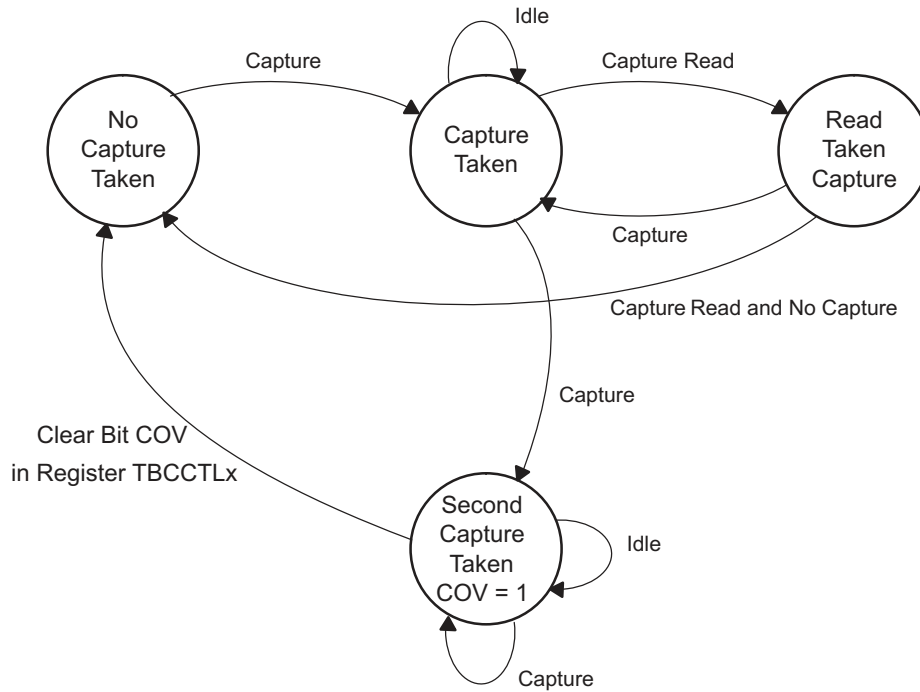 Idle
Capture
Capture Read
No
Capture
Taken
Capture
Taken
Read
Taken
Capture
Capture
Capture Read and No Capture
Capture
Clear Bit COV
in Register TBCCTLx
Second
Capture
Taken
COV = 1
Idle
Capture